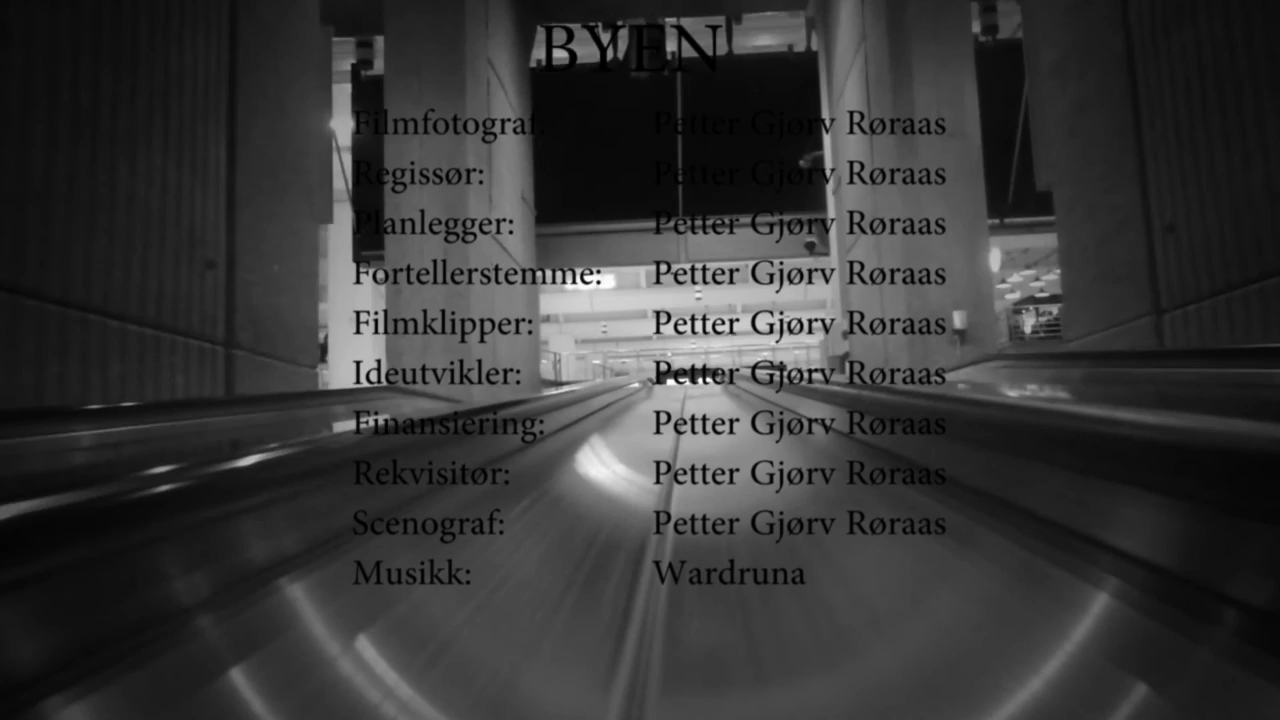 BYEN
Filmfotograf: Petter Gjørv Røraas
Regissør: Petter Gjørv Røraas
Planlegger: Petter Gjørv Røraas
Fortellerstemme: Petter Gjørv Røraas
Filmklipper: Petter Gjørv Røraas
Ideutvikler: Petter Gjørv Røraas
Finansiering: Petter Gjørv Røraas
Rekvisitør: Petter Gjørv Røraas
Scenograf: Petter Gjørv Røraas
Musikk: Wardruna